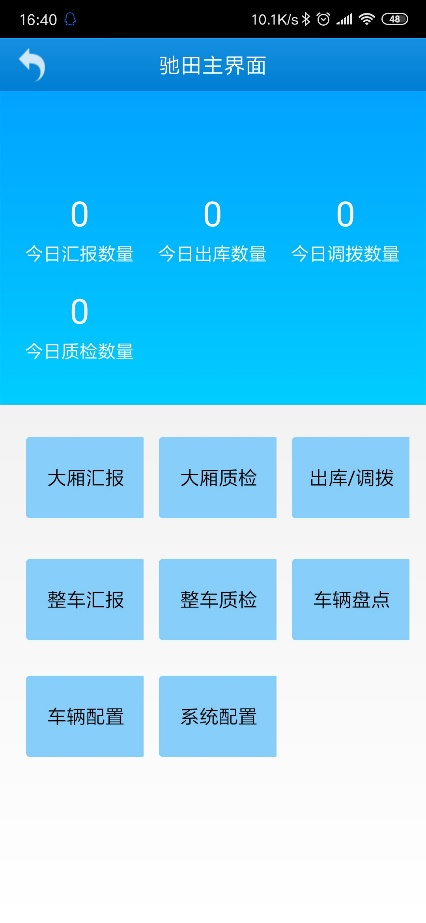 16:40 10.1K/s 48
驰田主界面
0 0 0
今日汇报数量 今日出库数量 今日调拨数量
0
今日质检数量
大厢汇报 大厢质检 出库/调拨
整车汇报 整车质检 车辆盘点
车辆配置 系统配置